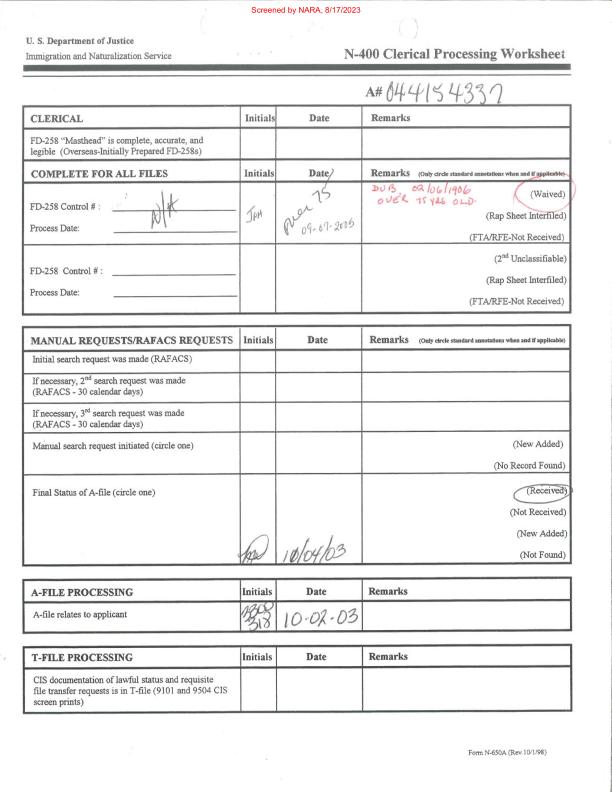 Screened by NARA, 8/17/2023
U. S. Department of Justice
Immigration and Naturalization Service
N-400 Clerical Processing Worksheet
A# 044154337
CLERICAL Initials Date Remarks
FD-258 "Masthead" is complete, accurate, and
legible (Overseas-Initially Prepared FD-258s)
COMPLETE FOR ALL FILES Initials Date Remarks (Only circle standard annotations when and if applicable)
FD-258 Control # : N/A
Process Date:
over 75
09-07-2005
DOB 02/06/1906
OVER 75 YRS OLD.
(Waived)
(Rap Sheet Interfiled)
(FTA/RFE-Not Received)
FD-258 Control # :
Process Date:
(2nd Unclassifiable)
(Rap Sheet Interfiled)
(FTA/RFE-Not Received)
MANUAL REQUESTS/RAFACS REQUESTS Initials Date Remarks (Only circle standard annotations when and if applicable)
Initial search request was made (RAFACS)
If necessary, 2nd search request was made
(RAFACS - 30 calendar days)
If necessary, 3rd search request was made
(RAFACS - 30 calendar days)
Manual search request initiated (circle one) (New Added)
(No Record Found)
Final Status of A-file (circle one) (Received)
(Not Received)
(New Added)
(Not Found)
10/04/03
A-FILE PROCESSING Initials Date Remarks
A-file relates to applicant 318 10-02-03
T-FILE PROCESSING Initials Date Remarks
CIS documentation of lawful status and requisite
file transfer requests is in T-file (9101 and 9504 CIS
screen prints)
Form N-650A (Rev.10/1/98)